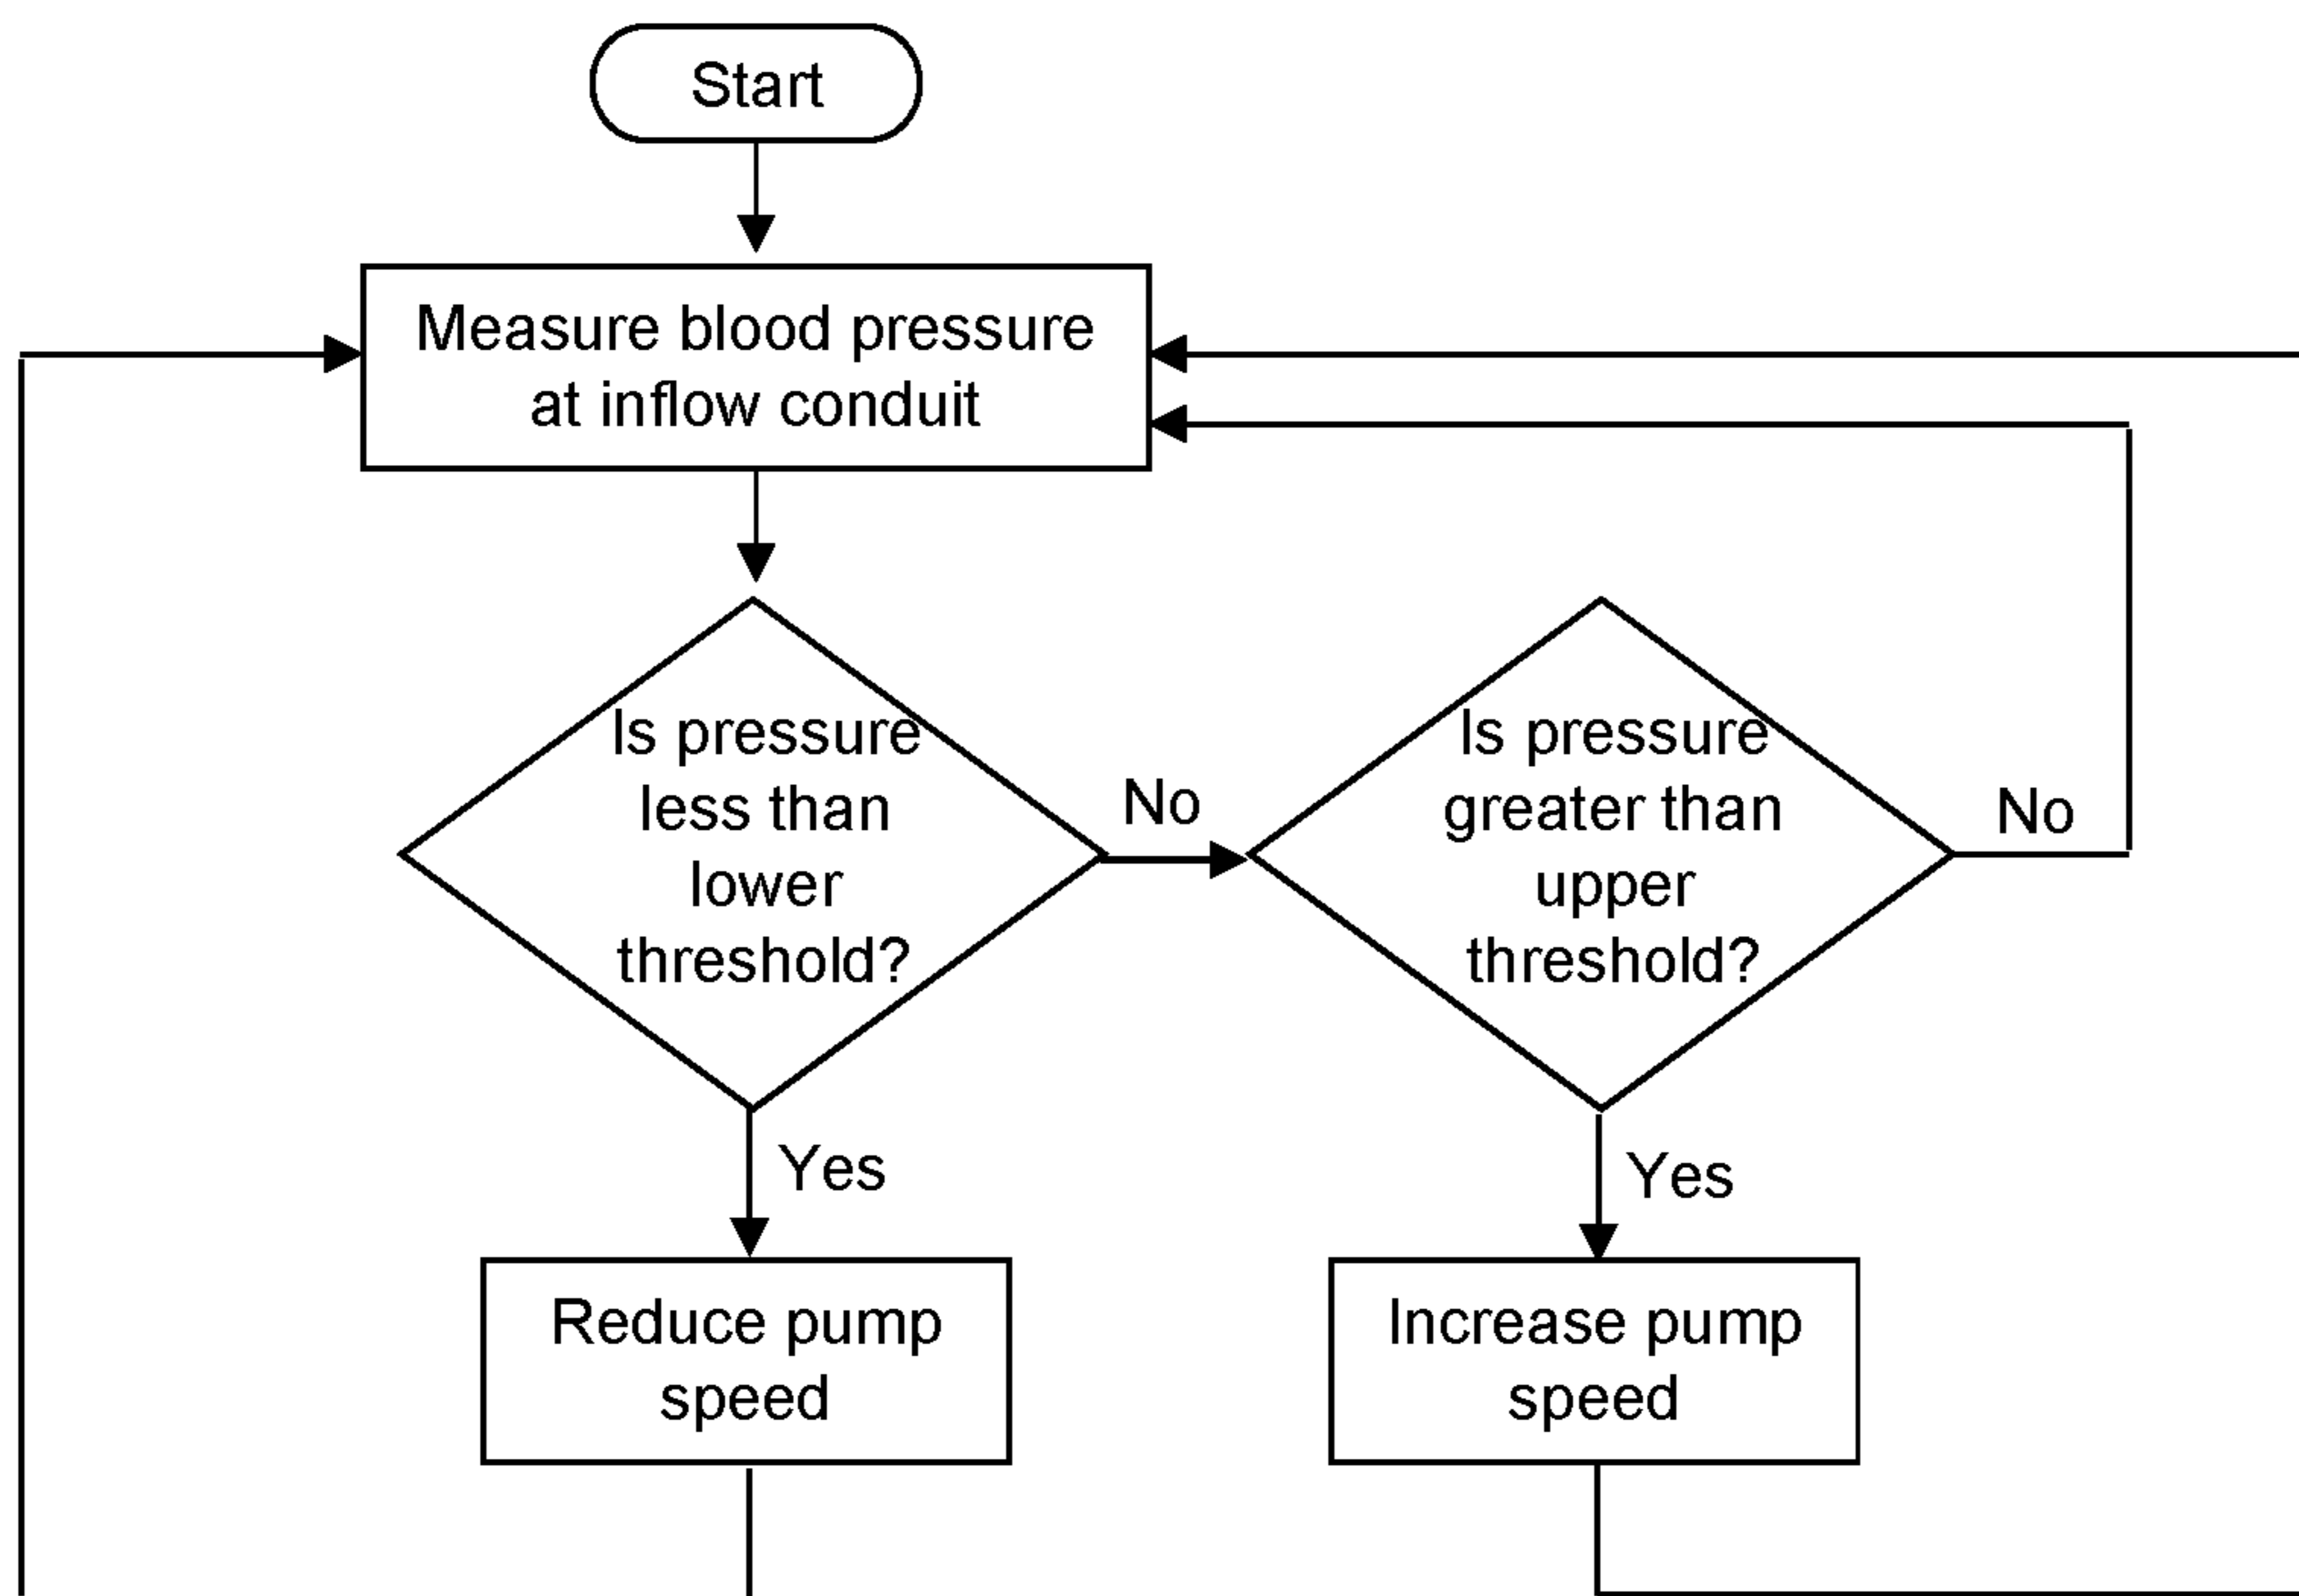 Start
Measure blood pressure
at inflow conduit
Is pressure
less than
lower
threshold?
No
Is pressure
greater than
upper
threshold?
No
Yes
Yes
Reduce pump
speed
Increase pump
speed